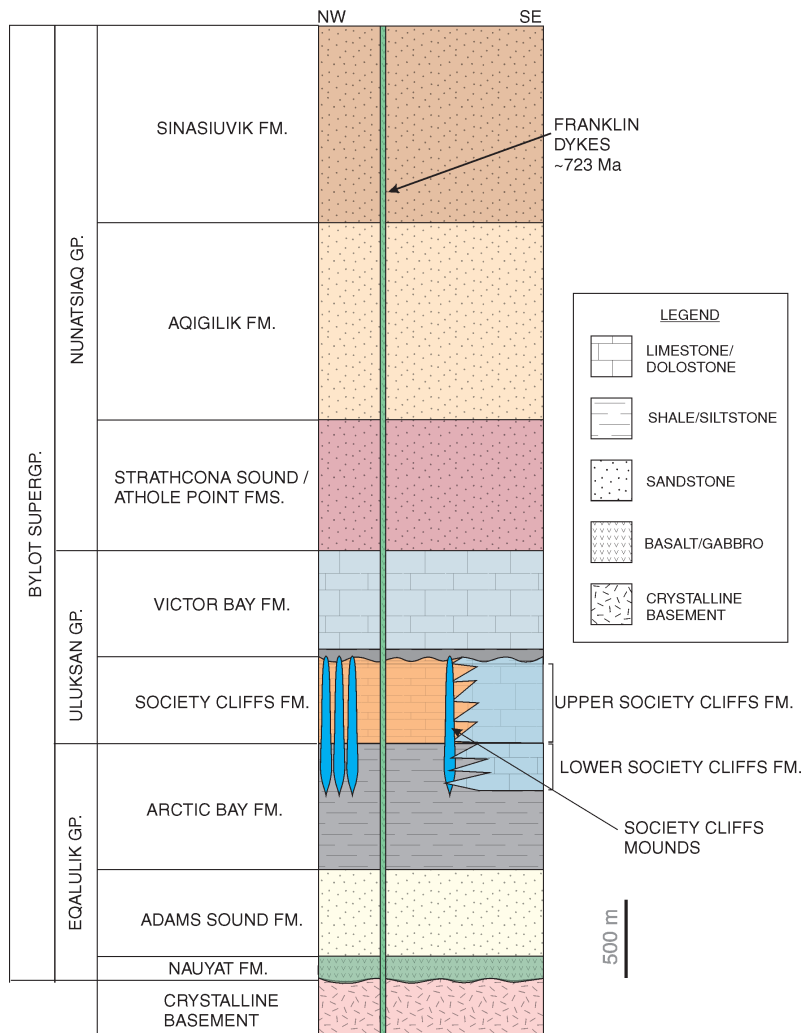 NW
SE
SINASIUVIK FM.
FRANKLIN
DYKES
~723 Ma
NUNATSIAQ GP.
AQIGILIK FM.
LEGEND
LIMESTONE/
DOLOSTONE
SHALE/SILTSTONE
SANDSTONE
BASALT/GABBRO
CRYSTALLINE
BASEMENT
STRATHCONA SOUND /
ATHOLE POINT FMS.
BYLOT SUPERGP.
VICTOR BAY FM.
ULUKSAN GP.
SOCIETY CLIFFS FM.
UPPER SOCIETY CLIFFS FM.
LOWER SOCIETY CLIFFS FM.
ARCTIC BAY FM.
SOCIETY CLIFFS
MOUNDS
EQALULIK GP.
ADAMS SOUND FM.
500 m
NAUYAT FM.
CRYSTALLINE
BASEMENT